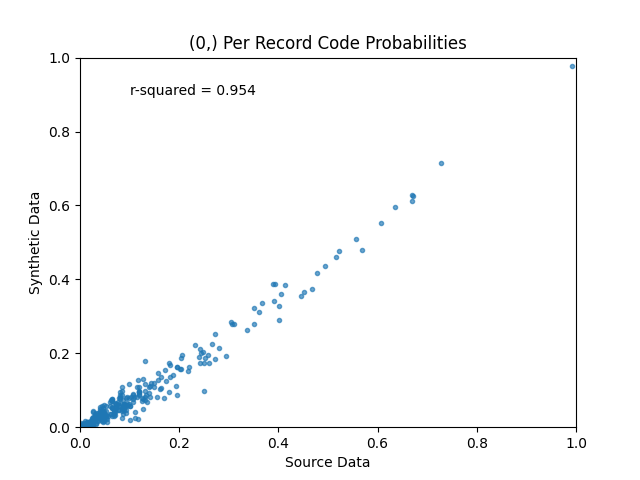 (0,) Per Record Code Probabilities
1.0
r-squared = 0.954
0.8
0.6
Synthetic Data
0.4
0.2
0.0
0.0 0.2 0.4 0.6 0.8 1.0
Source Data